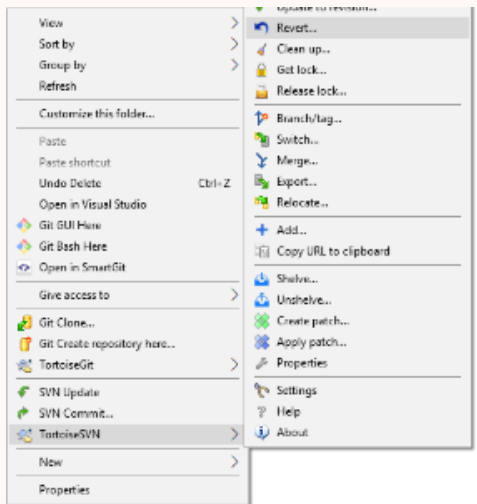 View
Sort by
Group by
Refresh
Customize this folder...
Paste
Paste shortcut
Undo Delete Ctrl+Z
Open in Visual Studio
Git GUI Here
Git Bash Here
Open in SmartGit
Give access to
Git Clone...
Git Create repository here...
TortoiseGit
SVN Update
SVN Commit...
TortoiseSVN
New
Properties
Update to revision...
Revert...
Clean up...
Get lock...
Release lock...
Branch/tag...
Switch...
Merge...
Export...
Relocate...
Add...
Copy URL to clipboard
Shelve...
Unshelve...
Create patch...
Apply patch...
Properties
Settings
Help
About